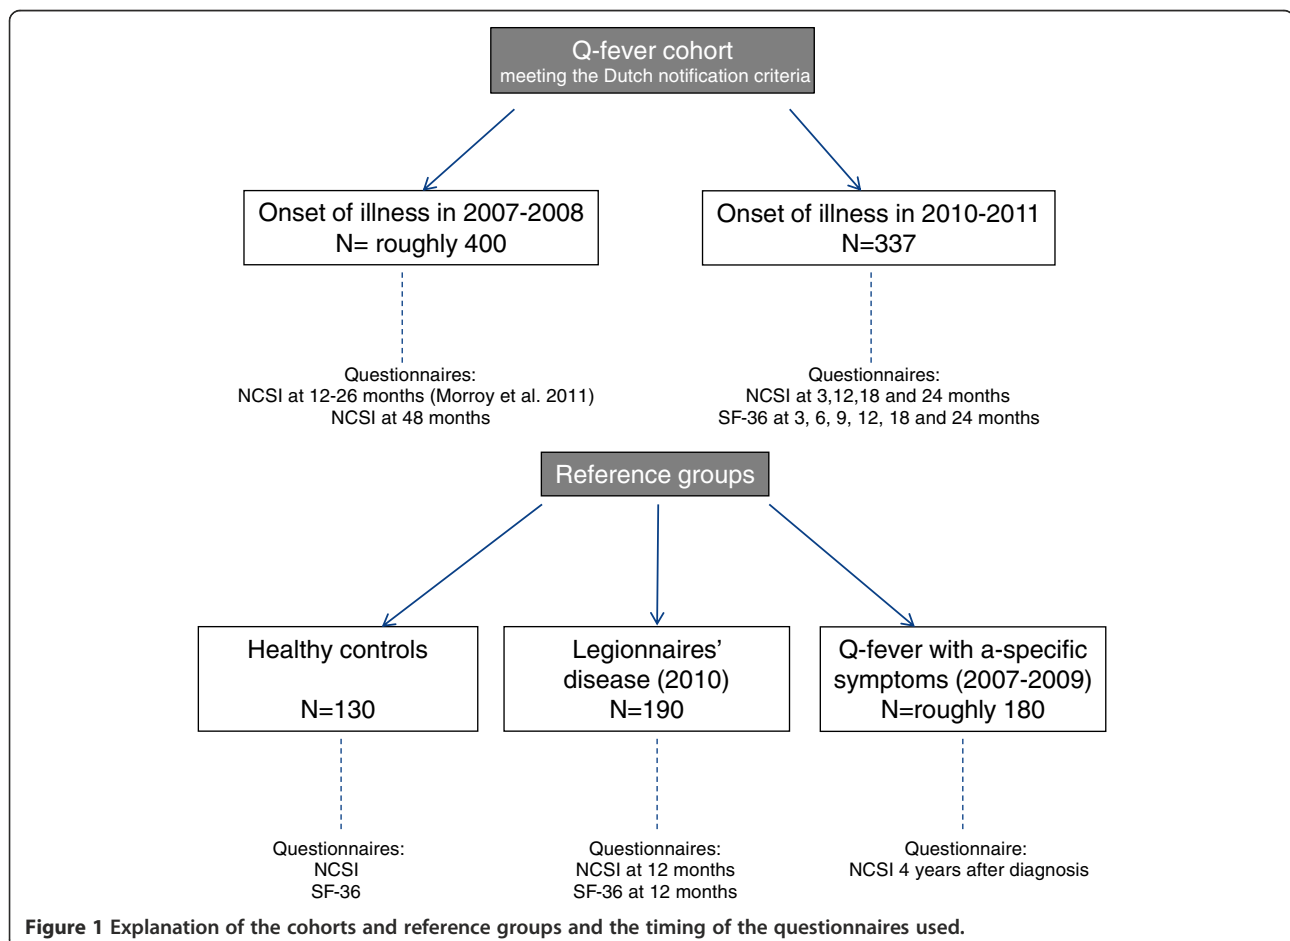 Q-fever cohort
meeting the Dutch notification criteria
Onset of illness in 2007-2008
N= roughly 400
Onset of illness in 2010-2011
N=337
Questionnaires:
NCSI at 12-26 months (Morroy et al. 2011)
NCSI at 48 months
Questionnaires:
NCSI at 3,12,18 and 24 months
SF-36 at 3, 6, 9, 12, 18 and 24 months
Reference groups
Healthy controls
N=130
Legionnaires’
disease (2010)
N=190
Q-fever with a-specific
symptoms (2007-2009)
N=roughly 180
Questionnaires:
NCSI
SF-36
Questionnaires:
NCSI at 12 months
SF-36 at 12 months
Questionnaire:
NCSI 4 years after diagnosis
Figure 1 Explanation of the cohorts and reference groups and the timing of the questionnaires used.